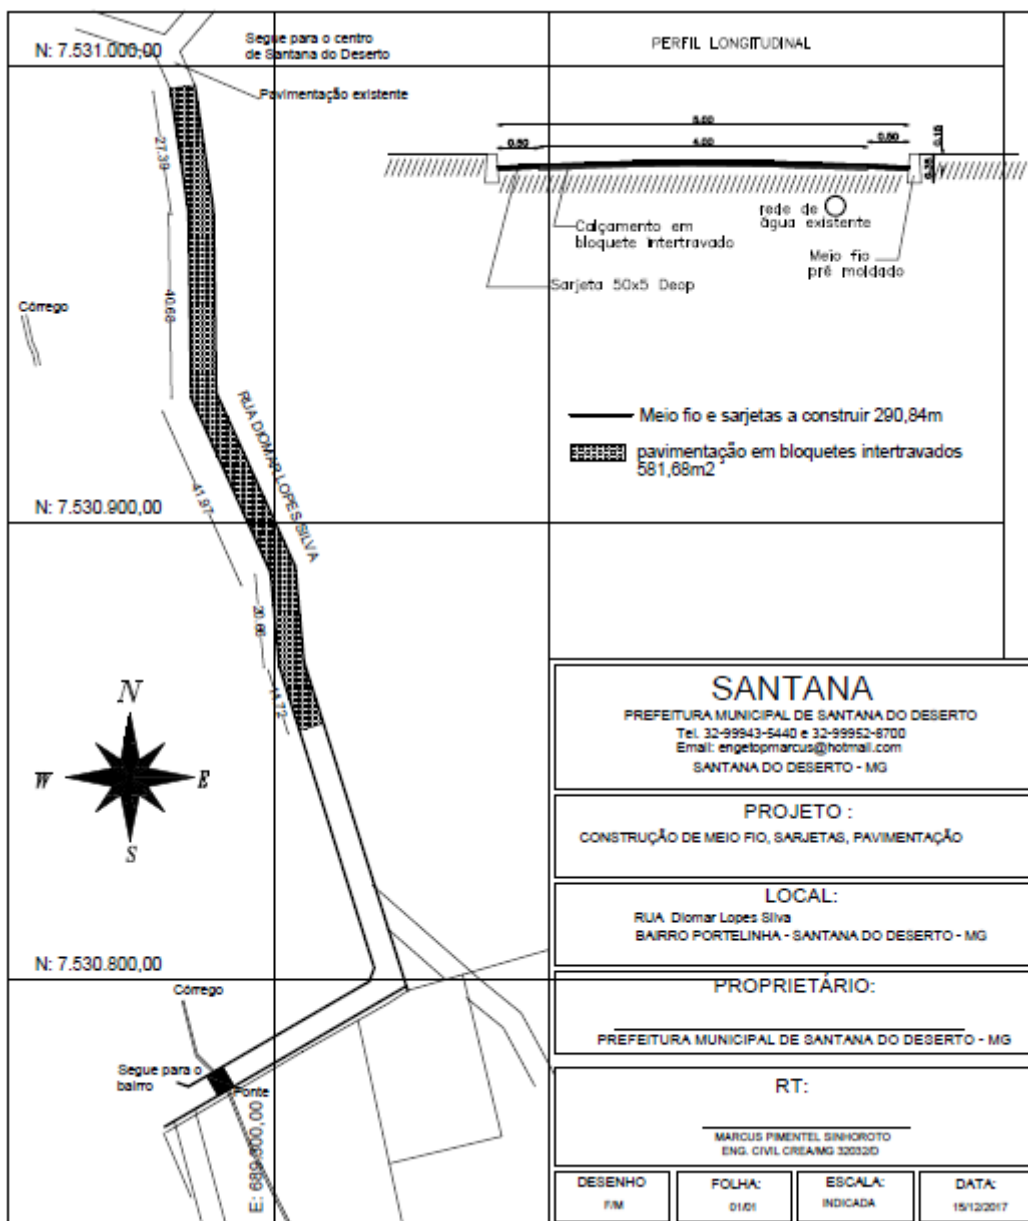 N: 7.531.000,00
Segue para o centro
de Santana do Deserto
Pavimentação existente
PERFIL LONGITUDINAL
5.00
0.50
4.00
0.50
0.15
rede de
água existente
Calçamento em
bloquete intertravado
Meio fio
pré moldado
Sarjeta 50x5 Deop
27.39
40.68
Córrego
RUA DIOMAR LOPES SILVA
Meio fio e sarjetas a construir 290,84m
pavimentação em bloquetes intertravados
581,68m2
41.97
N: 7.530.900,00
20.66
14.72
N
W
E
S
SANTANA
PREFEITURA MUNICIPAL DE SANTANA DO DESERTO
Tel. 32-99943-5440 e 32-99952-8700
Email: engetopmarcus@hotmail.com
SANTANA DO DESERTO - MG
PROJETO :
CONSTRUÇÃO DE MEIO FIO, SARJETAS, PAVIMENTAÇÃO
LOCAL:
RUA Diomar Lopes Silva
BAIRRO PORTELINHA - SANTANA DO DESERTO - MG
N: 7.530.800,00
Córrego
Segue para o
bairro
Ponte
PROPRIETÁRIO:
PREFEITURA MUNICIPAL DE SANTANA DO DESERTO - MG
RT:
MARCUS PIMENTEL SINHOROTO
ENG. CIVIL CREA/MG 32032/D
DESENHO
F/M
FOLHA:
01/01
ESCALA:
INDICADA
DATA:
15/12/2017